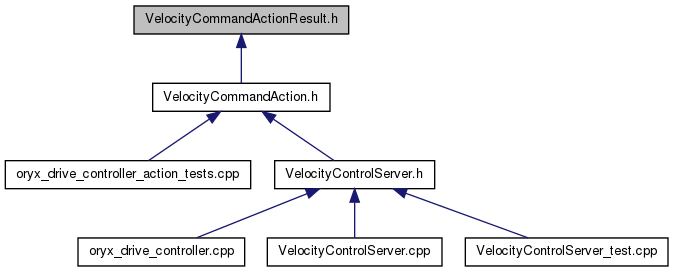 VelocityCommandActionResult.h
VelocityCommandAction.h
oryx_drive_controller_action_tests.cpp
VelocityControlServer.h
oryx_drive_controller.cpp
VelocityControlServer.cpp
VelocityControlServer_test.cpp